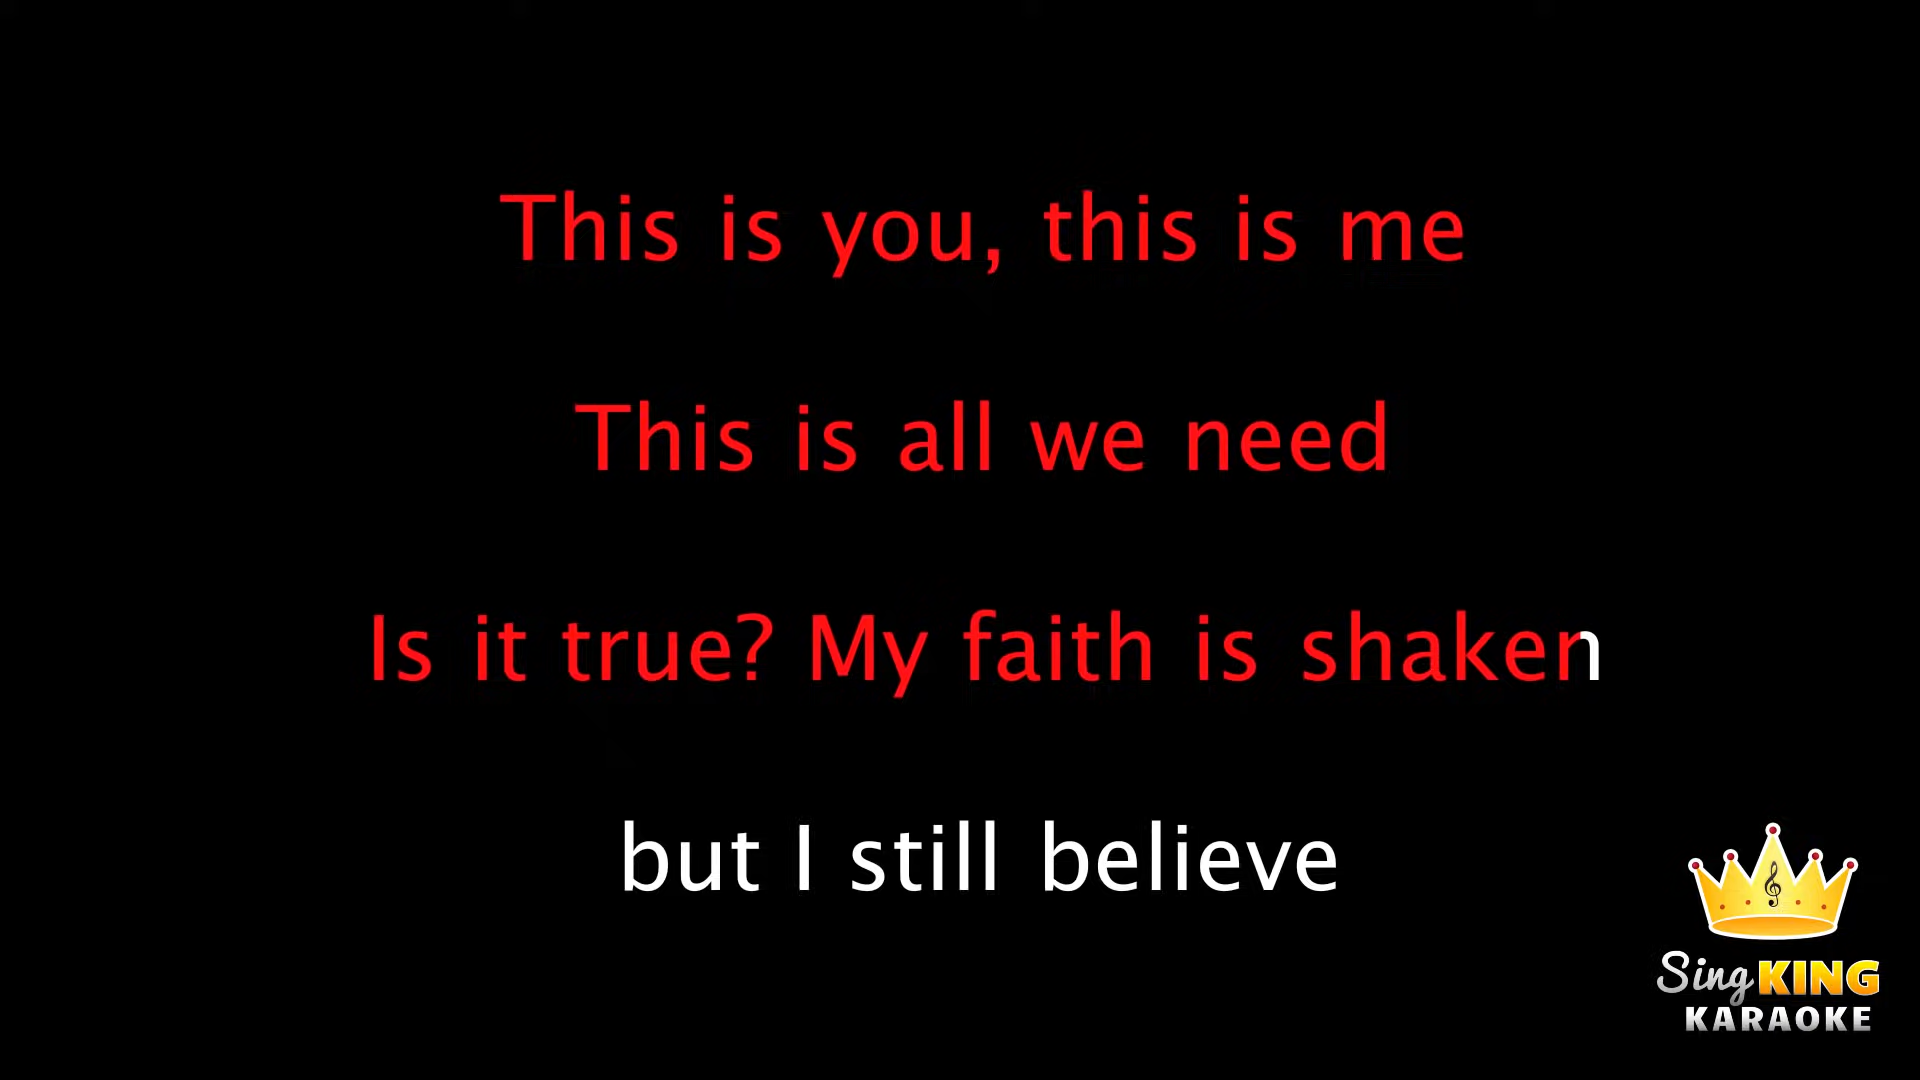 This is you, this is me
This is all we need
Is it true? My faith is shaken
but I still believe
Sing KING
KARAOKE